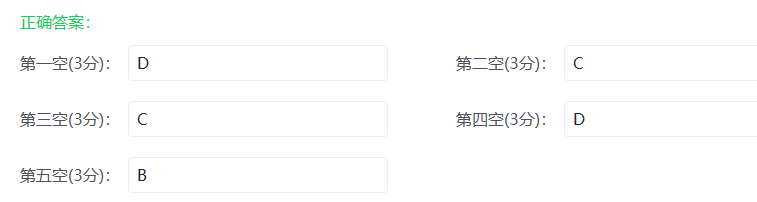 正确答案:
第一空(3分): D 第二空(3分): C
第三空(3分): C 第四空(3分): D
第五空(3分): B